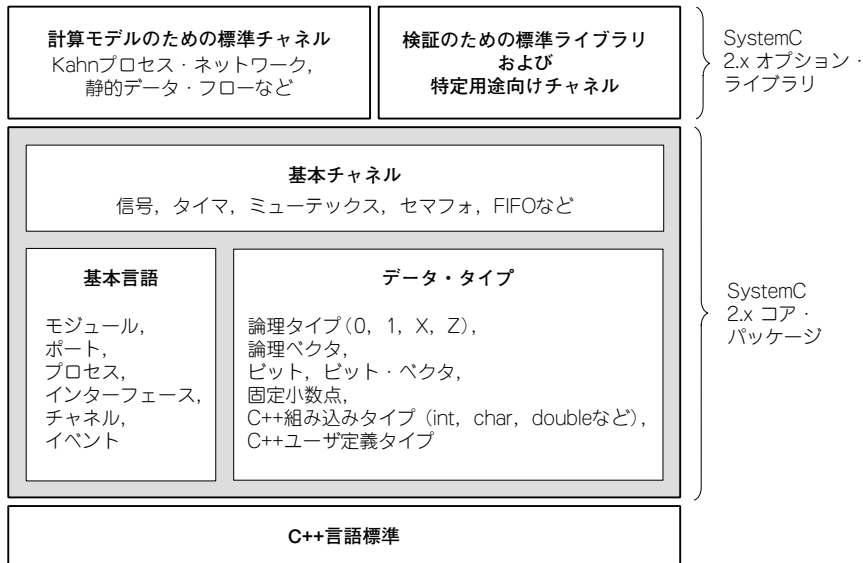 計算モデルのための標準チャネル
Kahnプロセス・ネットワーク,
静的データ・フローなど
検証のための標準ライブラリ
および
特定用途向けチャネル
SystemC
2.x オプション・
ライブラリ
基本チャネル
信号, タイマ, ミューテックス, セマフォ, FIFOなど
基本言語
モジュール,
ポート,
プロセス,
インターフェース,
チャネル,
イベント
データ・タイプ
論理タイプ(0, 1, X, Z),
論理ベクタ,
ビット, ビット・ベクタ,
固定小数点,
C++組み込みタイプ(int, char, doubleなど),
C++ユーザ定義タイプ
SystemC
2.x コア・
パッケージ
C++言語標準